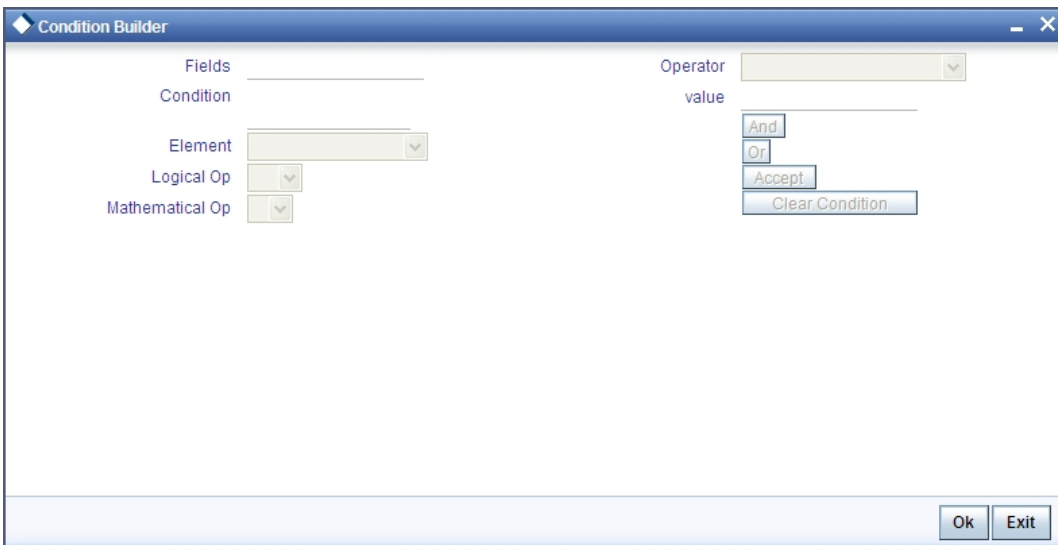 Condition Builder
Fields
Operator
Condition
value
And
Element
Or
Logical Op
Accept
Mathematical Op
Clear Condition
Ok
Exit